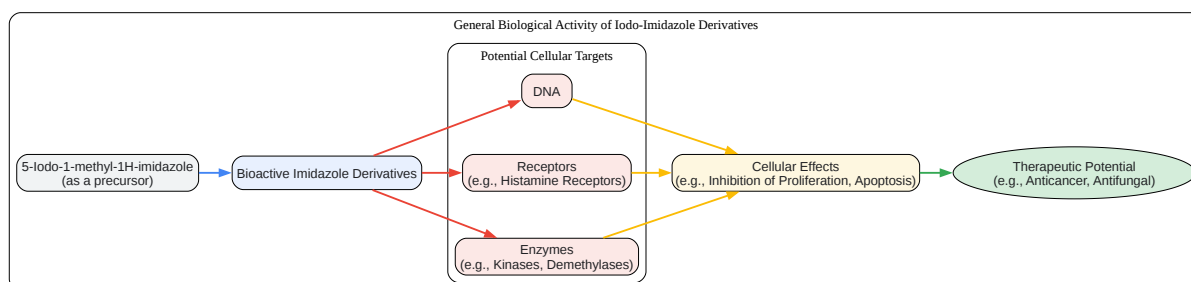 General Biological Activity of Iodo-Imidazole Derivatives
Potential Cellular Targets
DNA
5-Iodo-1-methyl-1H-imidazole
(as a precursor)
Bioactive Imidazole Derivatives
Receptors
(e.g., Histamine Receptors)
Cellular Effects
(e.g., Inhibition of Proliferation, Apoptosis)
Therapeutic Potential
(e.g., Anticancer, Antifungal)
Enzymes
(e.g., Kinases, Demethylases)